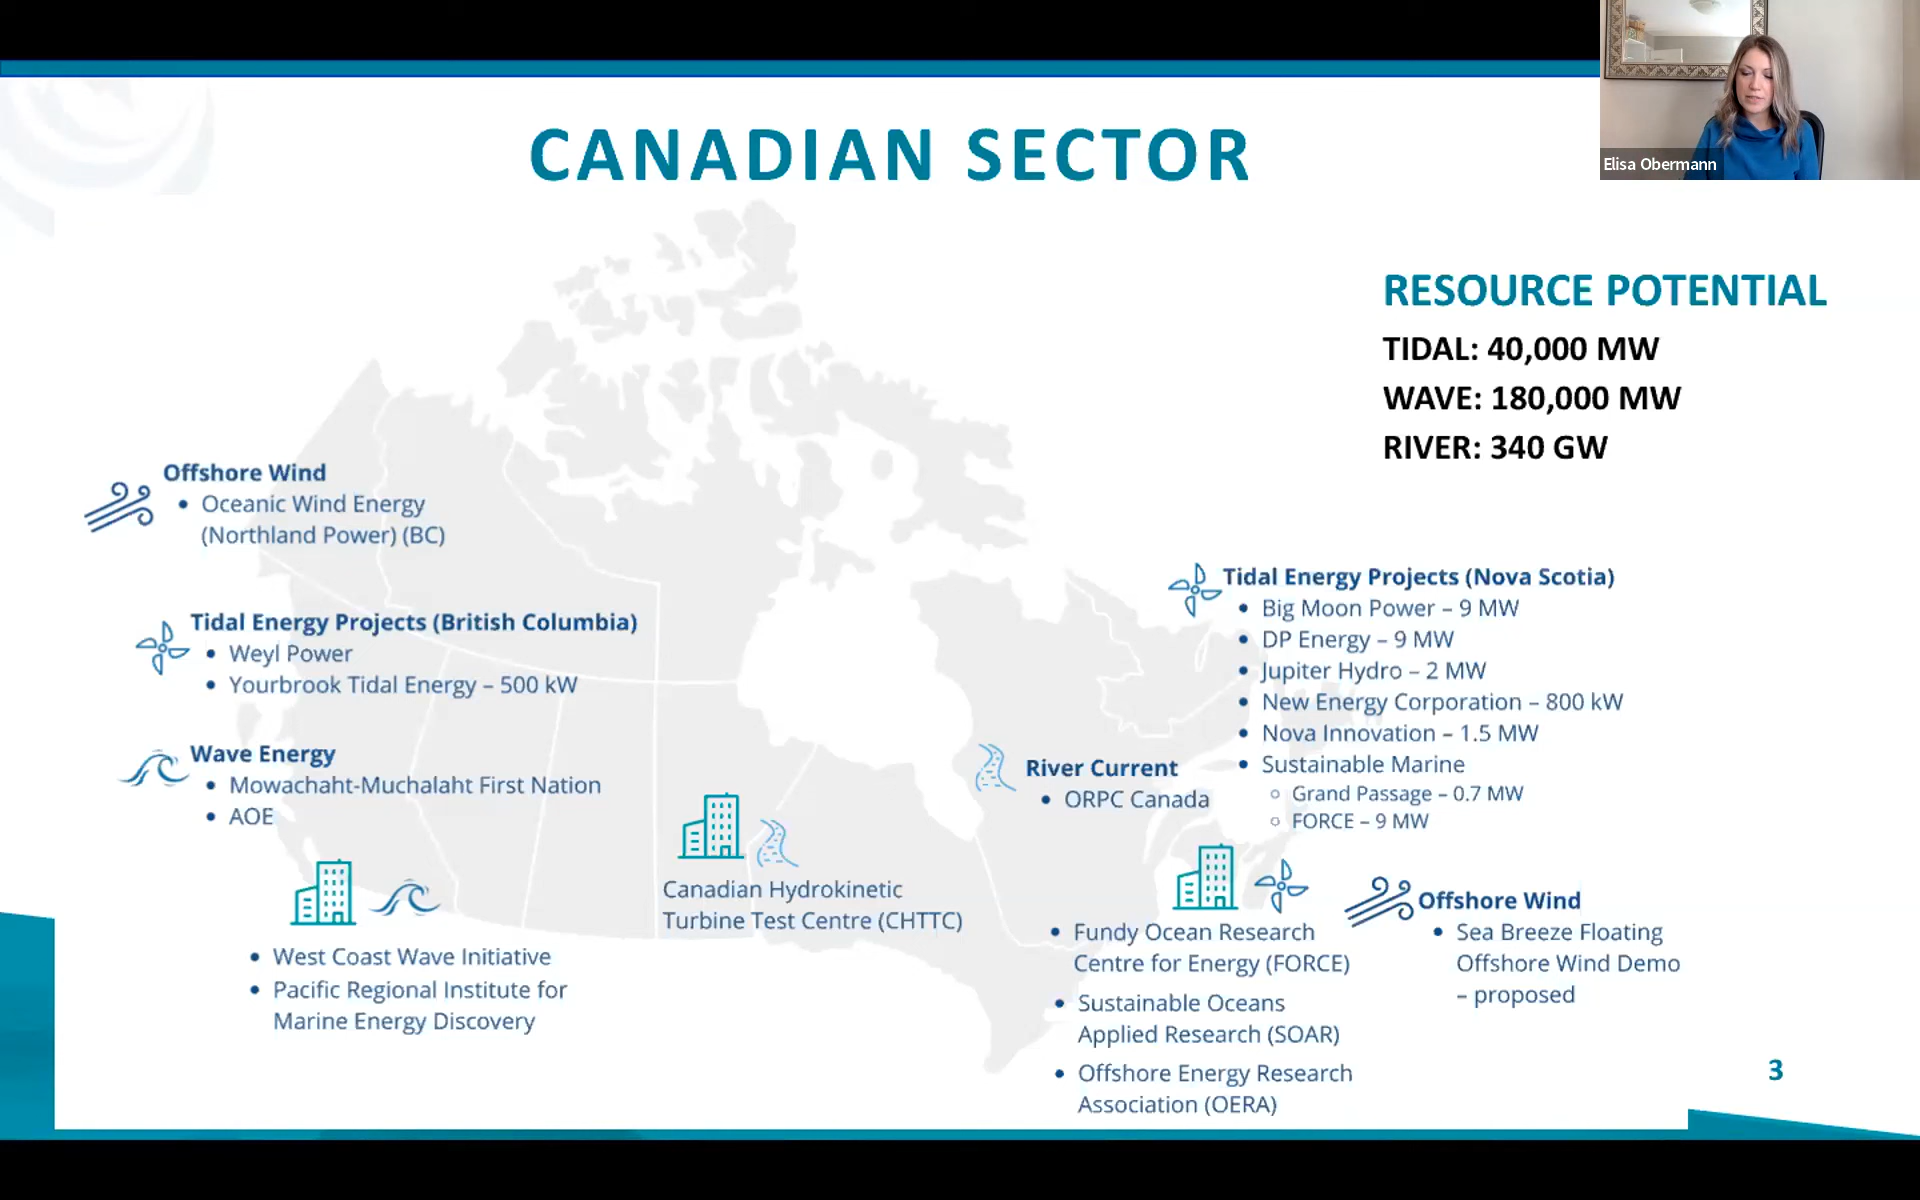 CANADIAN SECTOR
Elisa Obermann
RESOURCE POTENTIAL
TIDAL: 40,000 MW
WAVE: 180,000 MW
RIVER: 340 GW
Offshore Wind
• Oceanic Wind Energy
(Northland Power) (BC)
Tidal Energy Projects (British Columbia)
• Weyl Power
• Yourbrook Tidal Energy – 500 kW
Wave Energy
• Mowachaht-Muchalaht First Nation
• AOE
• West Coast Wave Initiative
• Pacific Regional Institute for
Marine Energy Discovery
Canadian Hydrokinetic
Turbine Test Centre (CHTTC)
River Current
• ORPC Canada
Tidal Energy Projects (Nova Scotia)
• Big Moon Power – 9 MW
• DP Energy – 9 MW
• Jupiter Hydro – 2 MW
• New Energy Corporation – 800 kW
• Nova Innovation – 1.5 MW
• Sustainable Marine
○ Grand Passage – 0.7 MW
○ FORCE – 9 MW
• Fundy Ocean Research
Centre for Energy (FORCE)
• Sustainable Oceans
Applied Research (SOAR)
• Offshore Energy Research
Association (OERA)
Offshore Wind
• Sea Breeze Floating
Offshore Wind Demo
– proposed
3